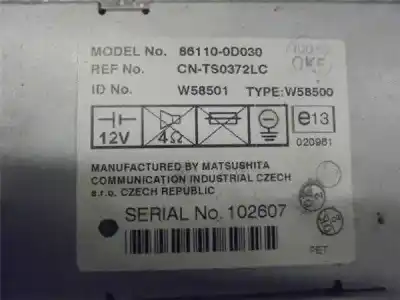 MODEL No. 86110-0D030
REF No. CN-TS0372LC
ID No. W58501 TYPE:W58500
12V
4Ω
e13
020961
MANUFACTURED BY MATSUSHITA
COMMUNICATION INDUSTRIAL CZECH
s.r.o. CZECH REPUBLIC
SERIAL No. 102607
PET